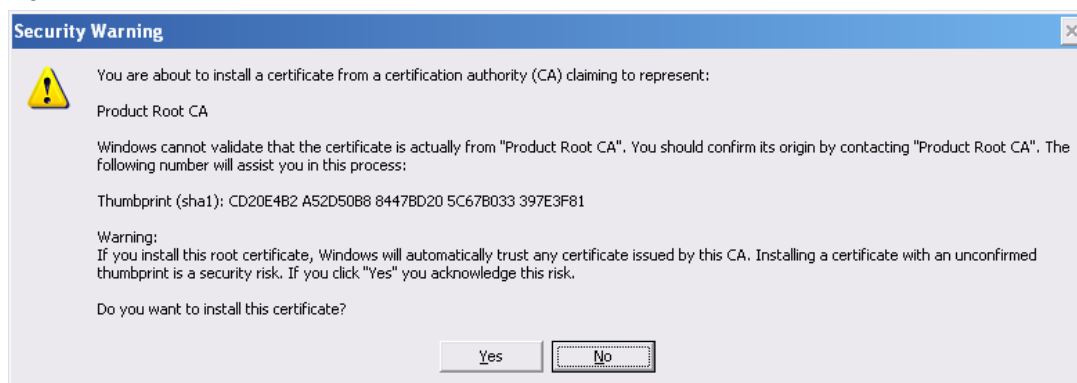 Security Warning
You are about to install a certificate from a certification authority (CA) claiming to represent:
Product Root CA
Windows cannot validate that the certificate is actually from "Product Root CA". You should confirm its origin by contacting "Product Root CA". The
following number will assist you in this process:
Thumbprint (sha1): CD20E4B2 A52D50B8 8447BD20 5C67B033 397E3F81
Warning:
If you install this root certificate, Windows will automatically trust any certificate issued by this CA. Installing a certificate with an unconfirmed
thumbprint is a security risk. If you click "Yes" you acknowledge this risk.
Do you want to install this certificate?
Yes
No